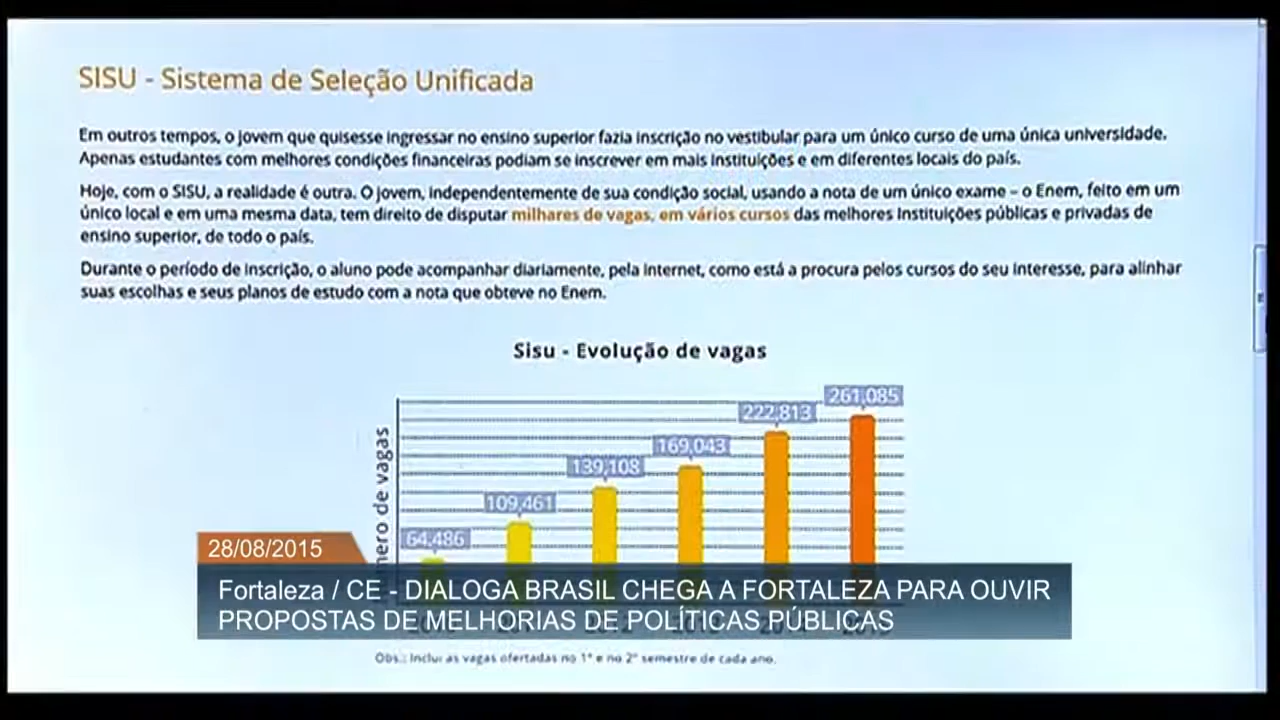 SISU - Sistema de Seleção Unificada
Em outros tempos, o jovem que quisesse ingressar no ensino superior fazia inscrição no vestibular para um único curso de uma única universidade.
Apenas estudantes com melhores condições financeiras podiam se inscrever em mais instituições e em diferentes locais do país.
Hoje, com o SISU, a realidade é outra. O jovem, independentemente de sua condição social, usando a nota de um único exame – o Enem, feito em um
único local e em uma mesma data, tem direito de disputar milhares de vagas, em vários cursos das melhores instituições públicas e privadas de
ensino superior, de todo o país.
Durante o período de inscrição, o aluno pode acompanhar diariamente, pela internet, como está a procura pelos cursos do seu interesse, para alinhar
suas escolhas e seus planos de estudo com a nota que obteve no Enem.
Sisu - Evolução de vagas
261,085
222,813
169,043
139,108
109,461
64,486
de vagas
28/08/2015
Fortaleza / CE - DIALOGA BRASIL CHEGA A FORTALEZA PARA OUVIR
PROPOSTAS DE MELHORIAS DE POLÍTICAS PÚBLICAS
Obs.: Inclui as vagas ofertadas no 1º e no 2º semestre de cada ano.